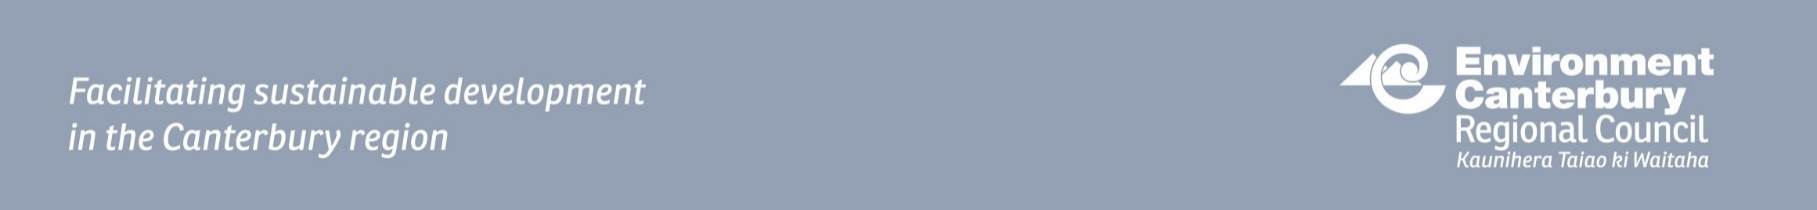 Facilitating sustainable development
in the Canterbury region
Environment
Canterbury
Regional Council
Kaunihera Taiao ki Waitaha